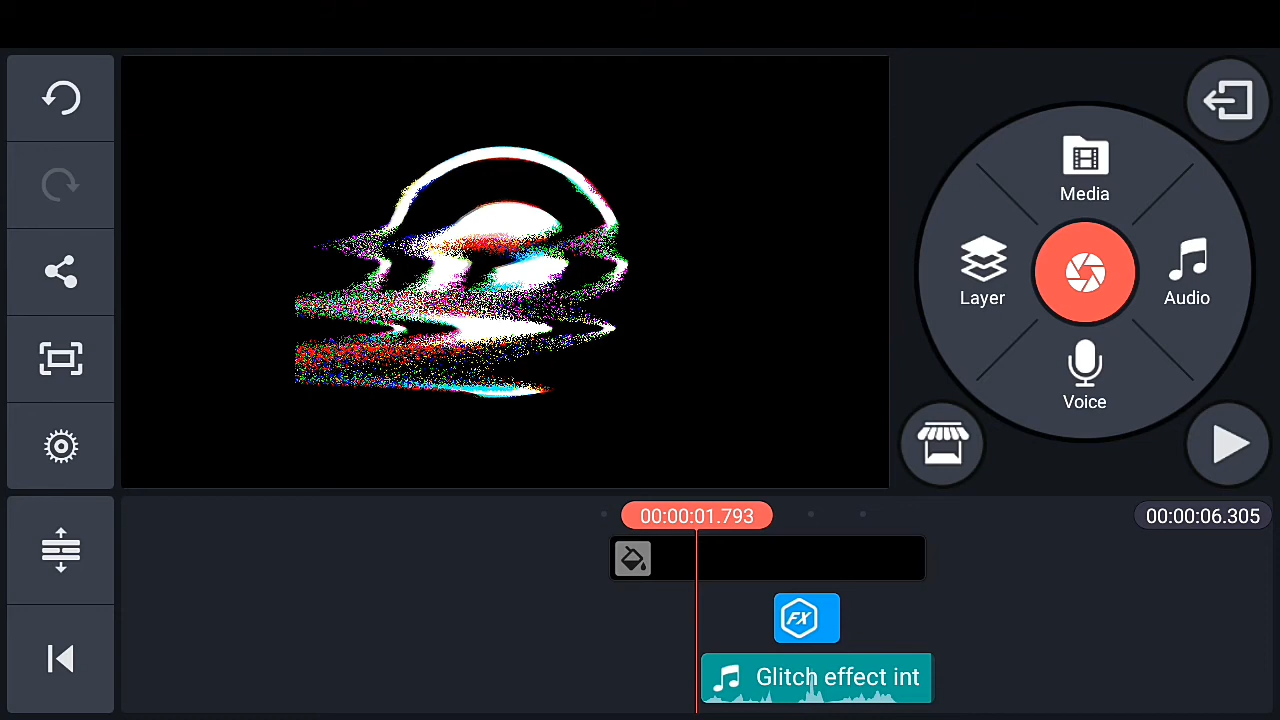 Media
Layer
Audio
Voice
00:00:01.793
00:00:06.305
FX
Glitch effect int